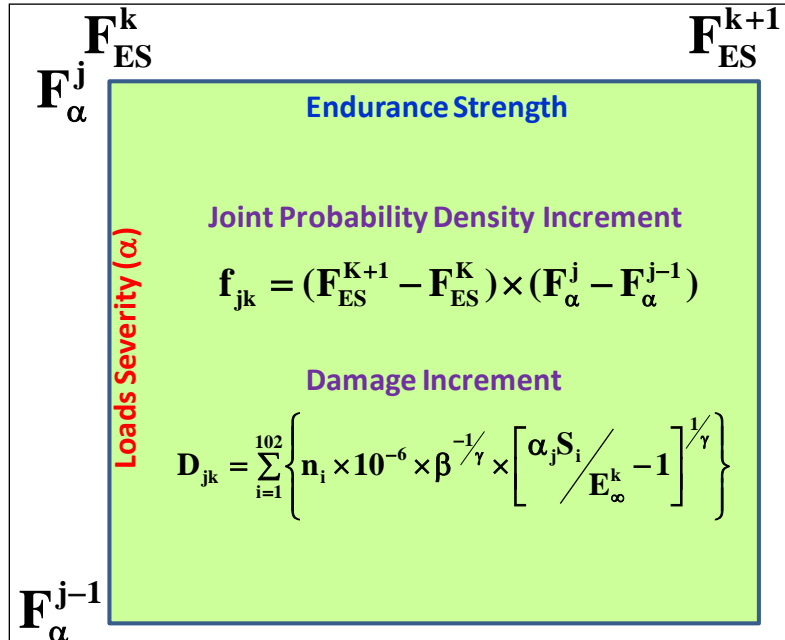 F_ES^k F_ES^k+1
F_α^j
Endurance Strength
Loads Severity (α)
Joint Probability Density Increment
f_jk = (F_ES^K+1 − F_ES^K) × (F_α^j − F_α^j−1)
Damage Increment
D_jk = ∑_i=1^102 { n_i × 10^−6 × β^−1/γ × [ α_j S_i / E_∞^k − 1 ]^1/γ }
F_α^j−1